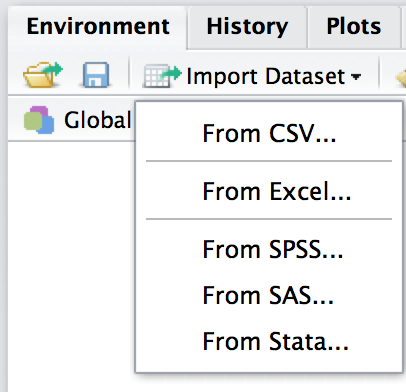 Environment History Plots
Import Dataset
Global
From CSV...
From Excel...
From SPSS...
From SAS...
From Stata...